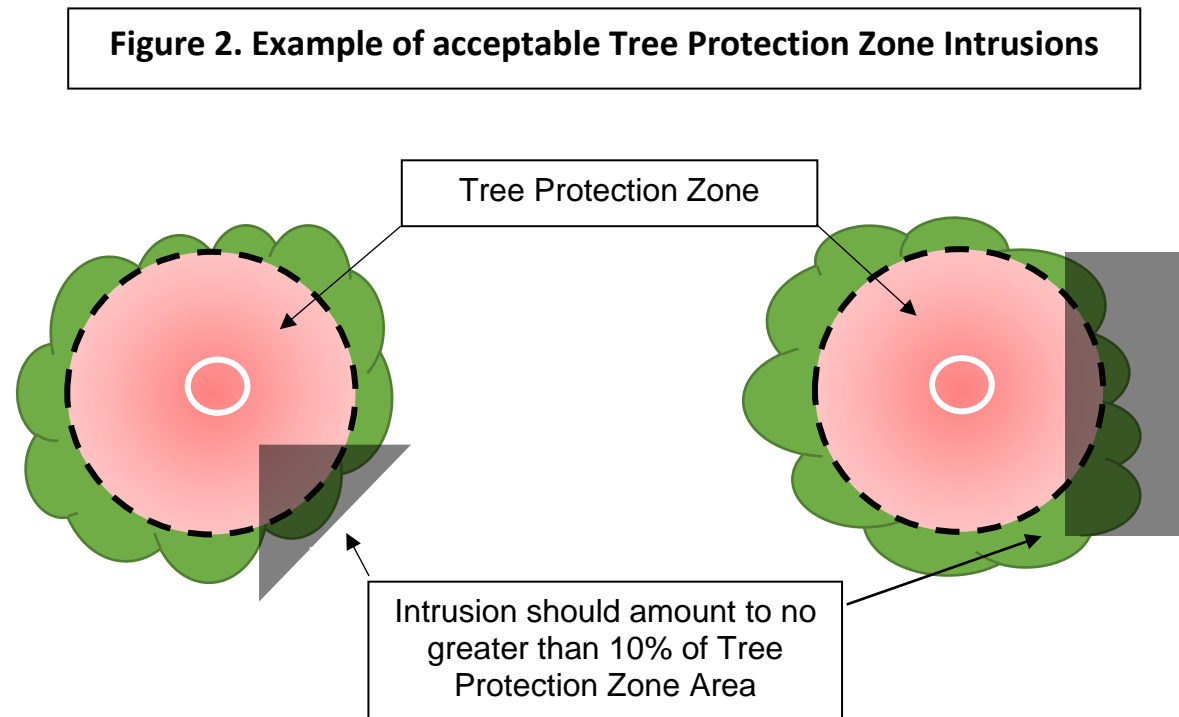 Figure 2. Example of acceptable Tree Protection Zone Intrusions
Tree Protection Zone
Intrusion should amount to no
greater than 10% of Tree
Protection Zone Area